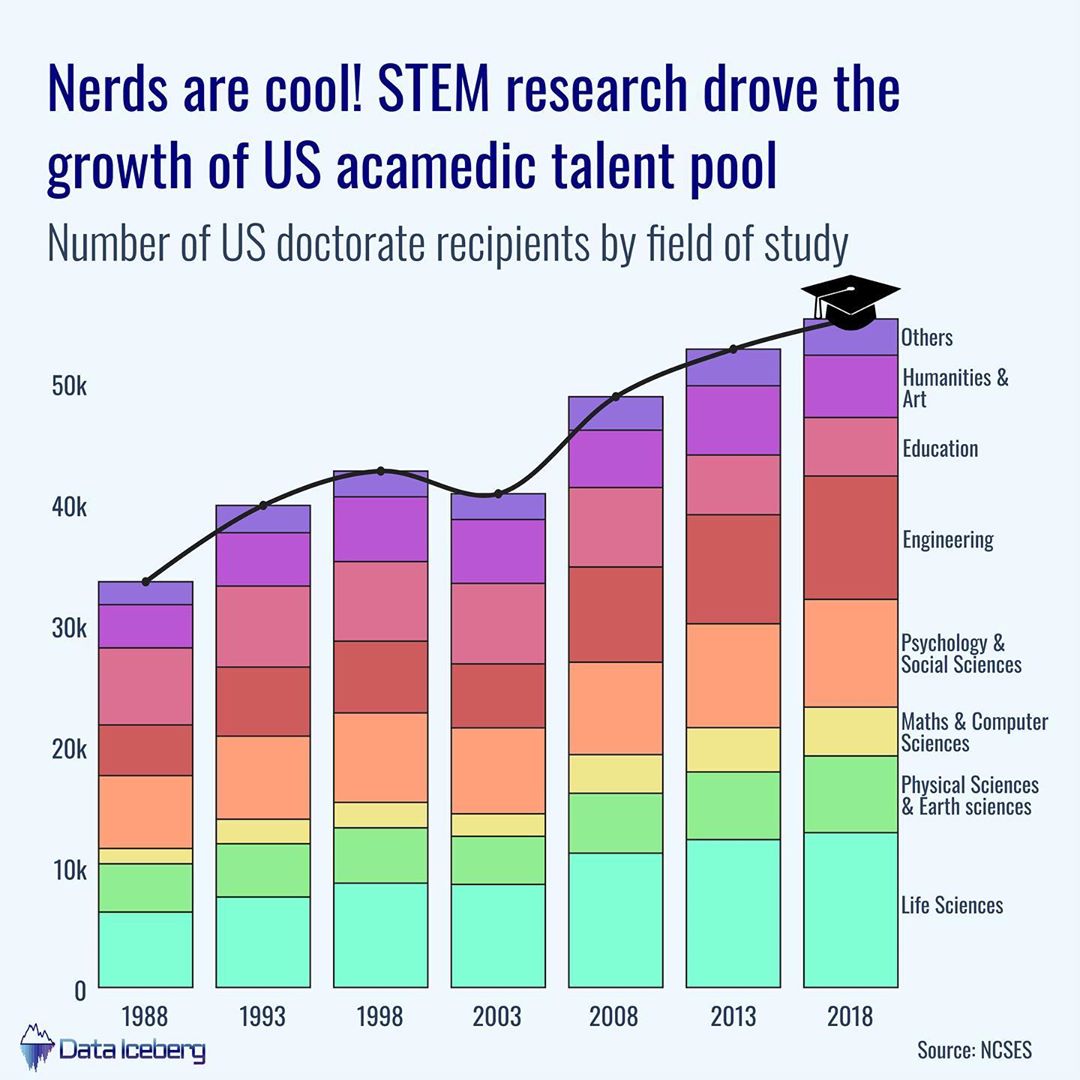 Nerds are cool! STEM research drove the
growth of US acamedic talent pool
Number of US doctorate recipients by field of study
50k
40k
30k
20k
10k
0
Others
Humanities &
Art
Education
Engineering
Psychology &
Social Sciences
Maths & Computer
Sciences
Physical Sciences
& Earth sciences
Life Sciences
1988
1993
1998
2003
2008
2013
2018
Data Iceberg
Source: NCSES